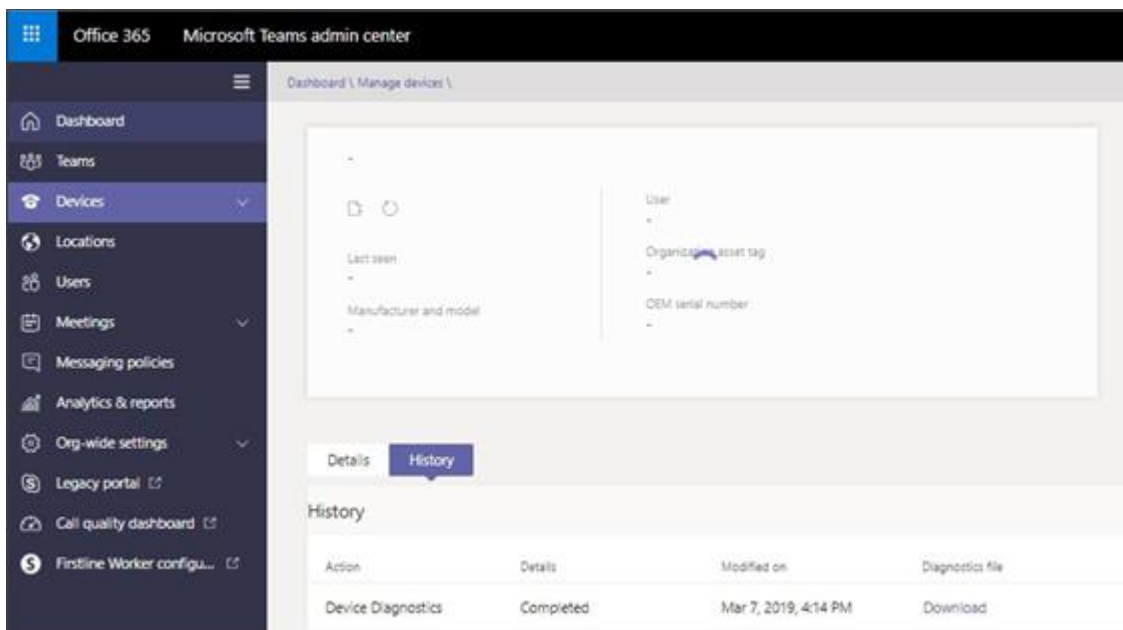 Office 365 Microsoft Teams admin center
Dashboard \ Manage devices \
Dashboard
Teams
Devices
Locations
Users
Meetings
Messaging policies
Analytics & reports
Org-wide settings
Legacy portal
Call quality dashboard
Firstline Worker configu...
-
Last seen
-
Manufacturer and model
-
User
-
Organization asset tag
-
OEM serial number
-
Details History
History
Action Details Modified on Diagnostics file
Device Diagnostics Completed Mar 7, 2019, 4:14 PM Download